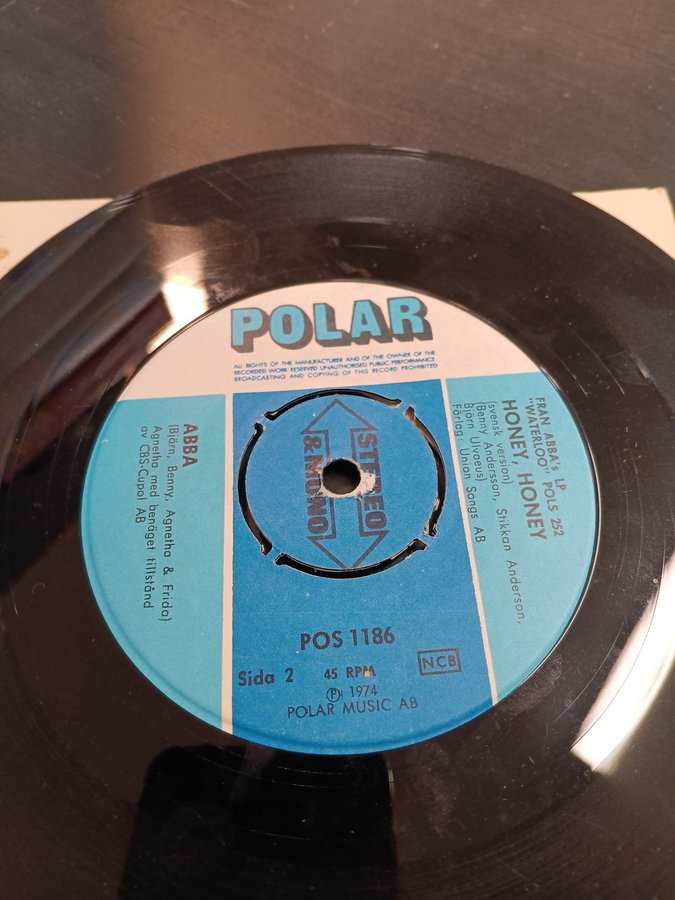 POLAR
ALL RIGHTS OF THE MANUFACTURER AND OF THE OWNER OF THE
RECORDED WORK RESERVED UNAUTHORISED PUBLIC PERFORMANCE
BROADCASTING AND COPYING OF THIS RECORD PROHIBITED
STEREO
& MONO
FRÅN ABBA's LP
"WATERLOO", POLS 252
HONEY HONEY
(svensk version)
(Benny Andersson, Stikkan Anderson,
Björn Ulvaeus)
Förlag: Union Songs AB
ABBA
(Björn, Benny, Agnetha & Frida)
Agnetha med benäget tillstånd
av CBS-Cupol AB
POS 1186
Sida 2 45 RPM NCB
Ⓟ 1974
POLAR MUSIC AB